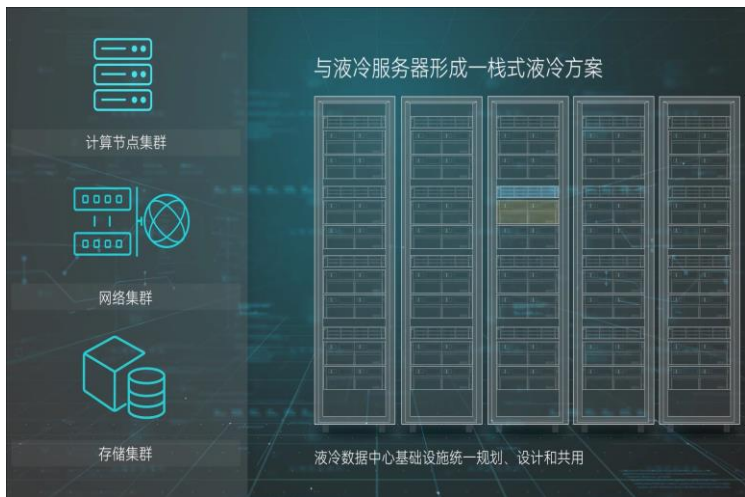 计算节点集群
网络集群
存储集群
与液冷服务器形成一栈式液冷方案
液冷数据中心基础设施统一规划、设计和共用